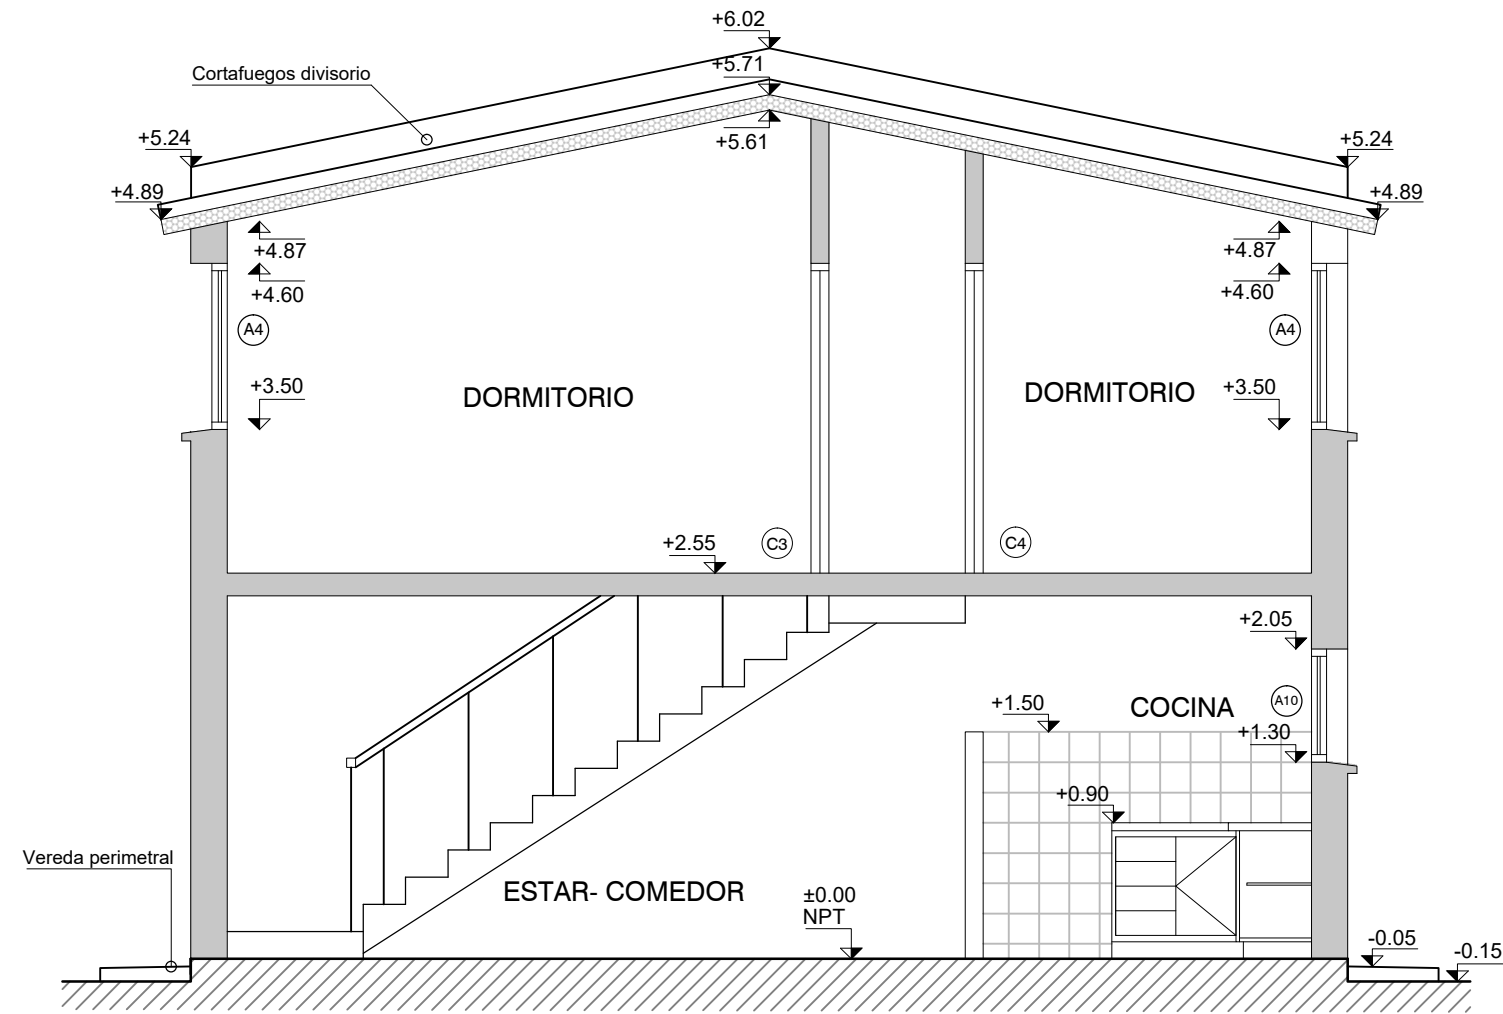 +6.02
Cortafuegos divisorio
+5.71
+5.61
+5.24
+5.24
+4.89
+4.89
+4.87
+4.87
+4.60
+4.60
A4
A4
+3.50
+3.50
DORMITORIO
DORMITORIO
+2.55
C3
C4
+2.05
+1.50
COCINA
A10
+1.30
+0.90
Vereda perimetral
ESTAR- COMEDOR
±0.00
NPT
-0.05
-0.15